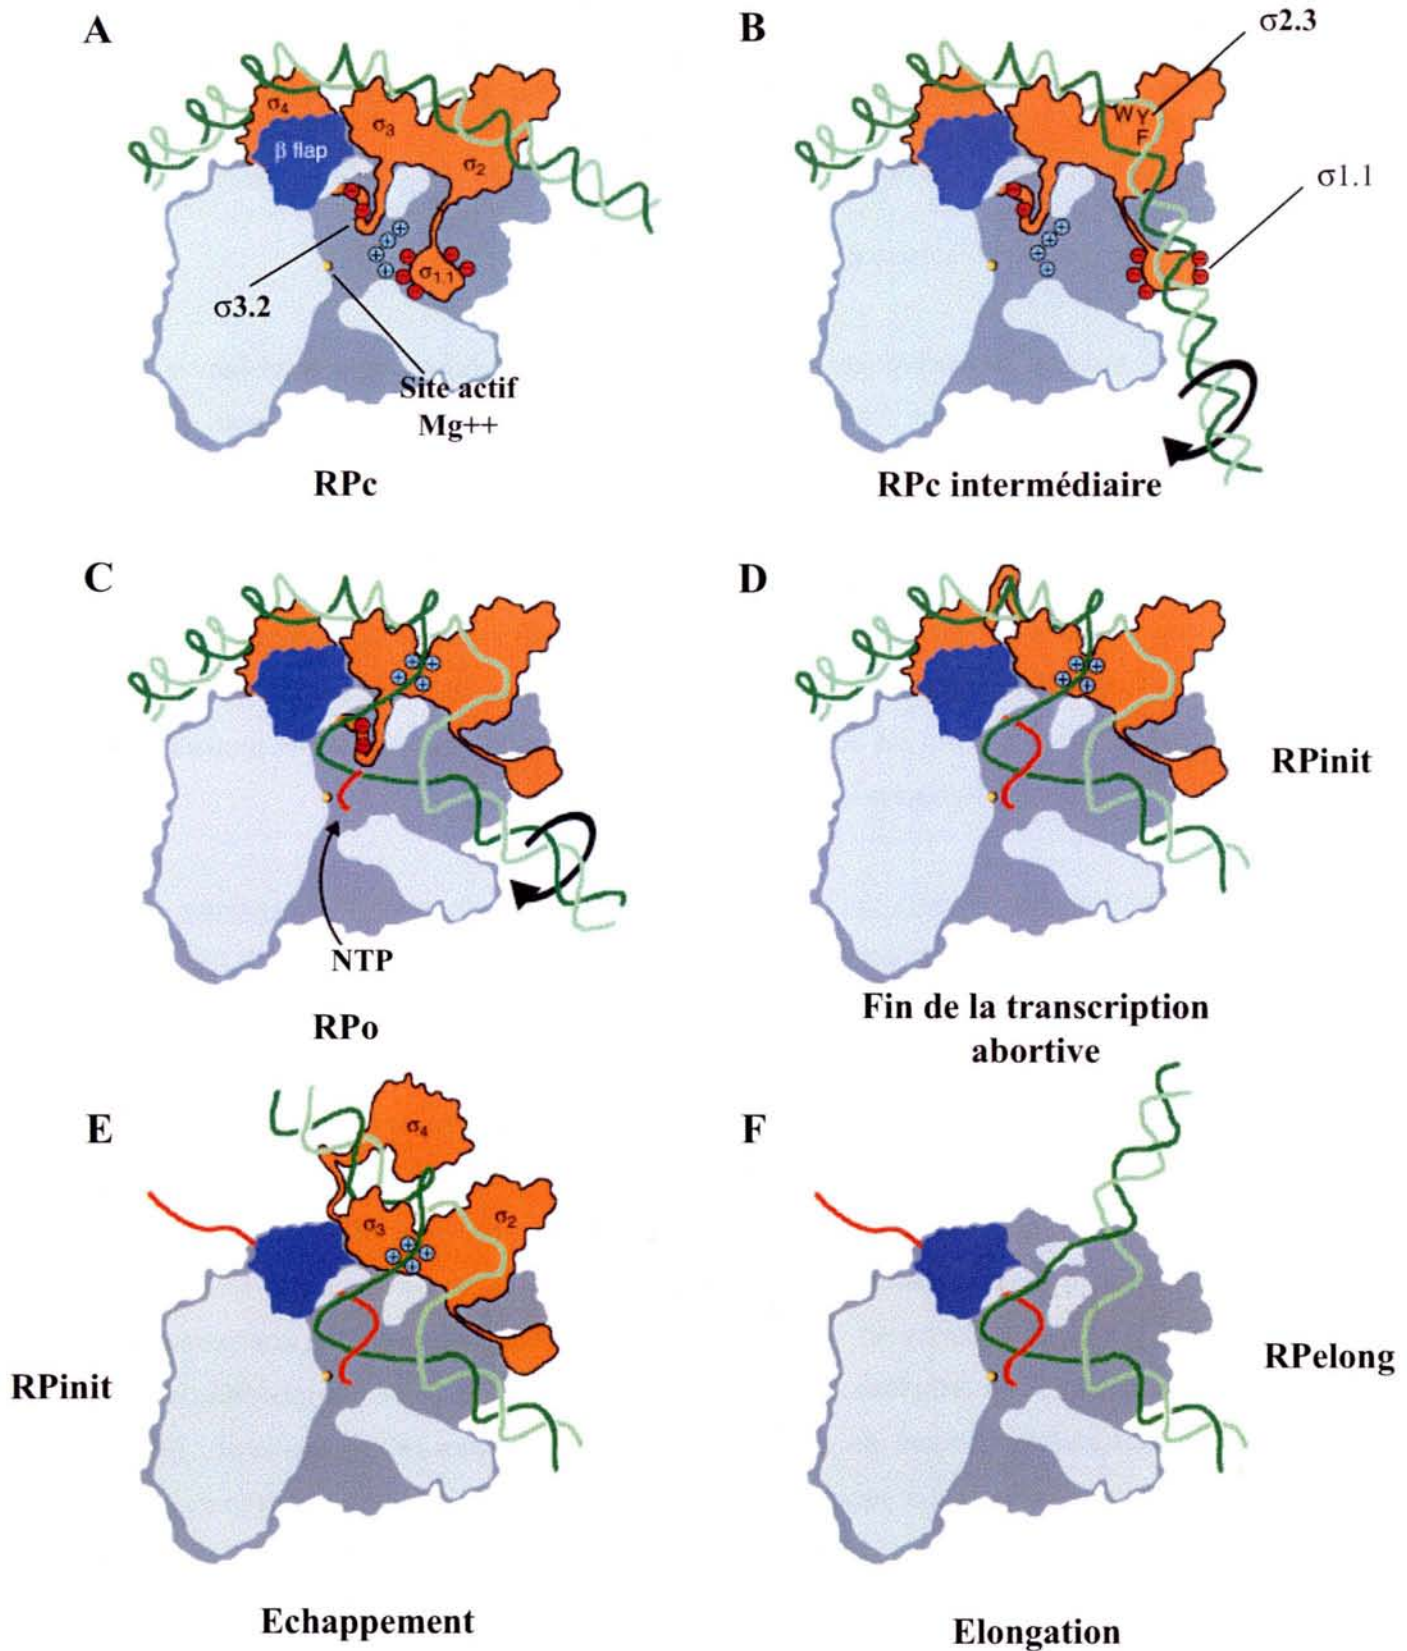 A
B
σ2.3
σ4
σ3
β flap
σ2
W Y
F
σ1.1
σ1.1
σ3.2
Site actif
Mg++
RPc
RPc intermédiaire
C
D
RPinit
NTP
RPo
Fin de la transcription
abortive
E
F
σ4
σ3
σ2
RPinit
RPelong
Echappement
Elongation